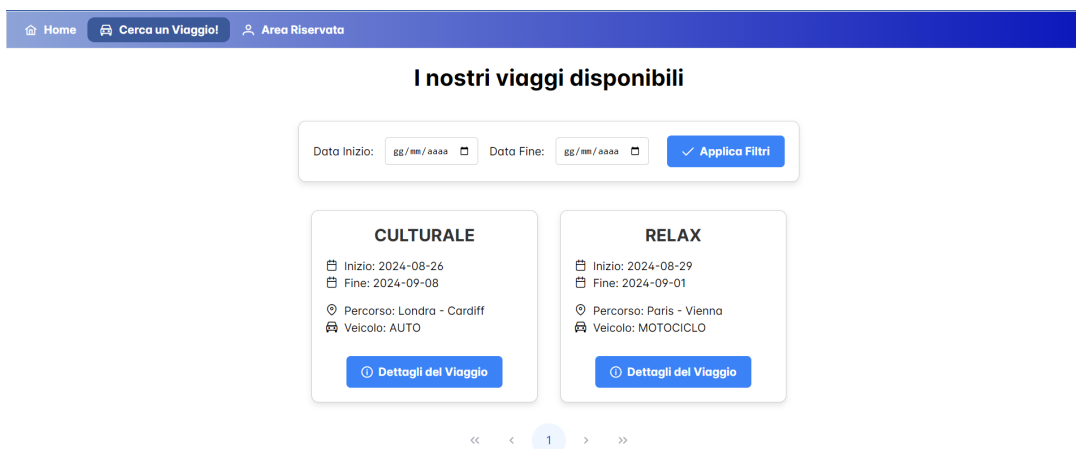 Home Cerca un Viaggio! Area Riservata
I nostri viaggi disponibili
Data Inizio: gg/mm/aaaa Data Fine: gg/mm/aaaa Applica Filtri
CULTURALE
Inizio: 2024-08-26
Fine: 2024-09-08
Percorso: Londra - Cardiff
Veicolo: AUTO
Dettagli del Viaggio
RELAX
Inizio: 2024-08-29
Fine: 2024-09-01
Percorso: Paris - Vienna
Veicolo: MOTOCICLO
Dettagli del Viaggio
1